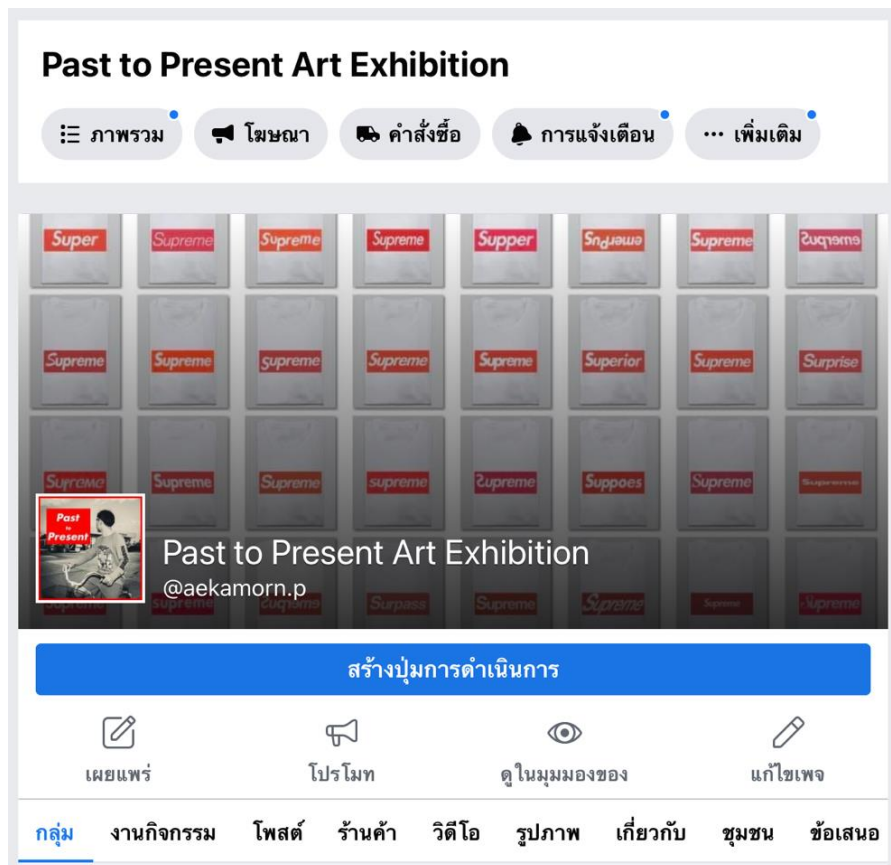 Past to Present Art Exhibition
ภาพรวม โฆษณา คำสั่งซื้อ การแจ้งเตือน ... เพิ่มเติม
Super Supreme Supreme Supreme Supper Supreme Supreme Supreme
Supreme Supreme Supreme Supreme Supreme Superior Supreme Surprise
Supreme Supreme Supreme supreme Supreme Suppoes Supreme Supreme
Past
to
Present
Past to Present Art Exhibition
@aekamorn.p
Supreme Supreme Supreme Surpass Supreme Supreme Supreme Supreme
สร้างปุ่มการดำเนินการ
เผยแพร่ โปรโมท ดูในมุมมองของ แก้ไขเพจ
กลุ่ม งานกิจกรรม โพสต์ ร้านค้า วิดีโอ รูปภาพ เกี่ยวกับ ชุมชน ข้อเสนอ